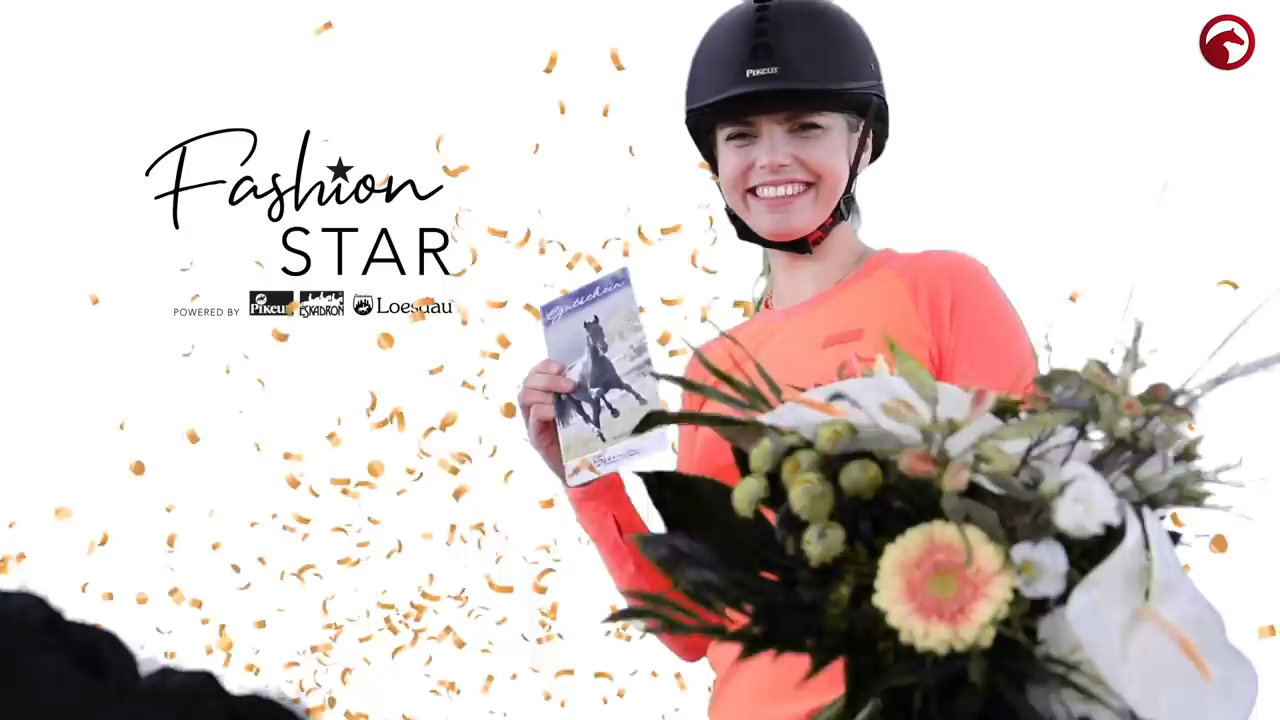 Fashion
STAR
POWERED BY PIKEUR ESKADRON Loesdau
PIKEUR
Gutschein